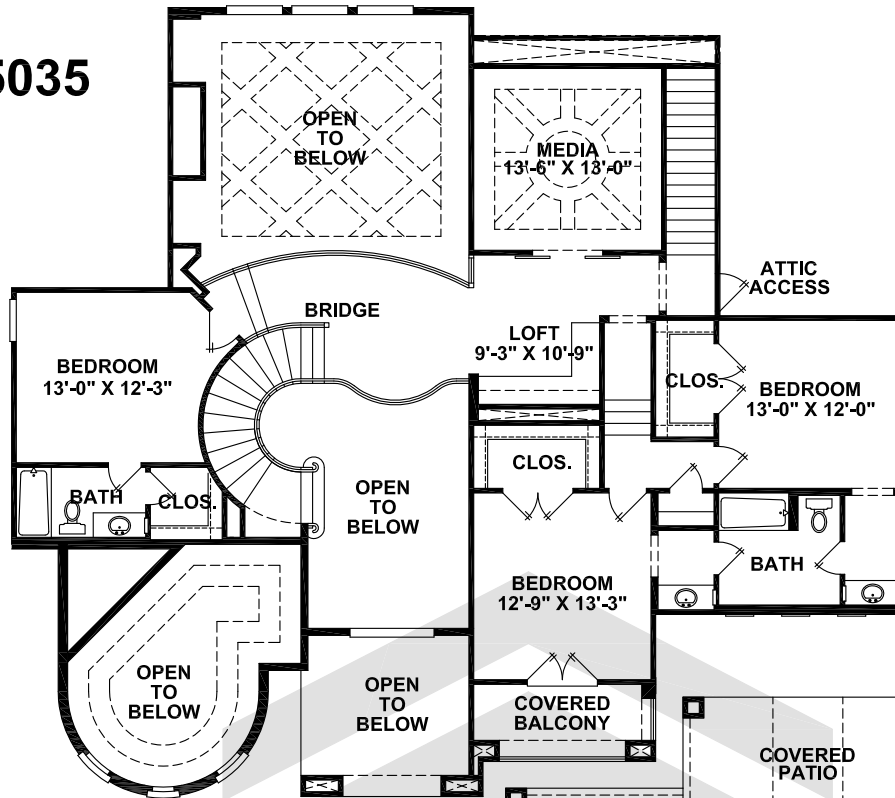 5035
OPEN
TO
BELOW
MEDIA
13'-6" X 13'-0"
ATTIC
ACCESS
BRIDGE
LOFT
9'-3" X 10'-9"
BEDROOM
13'-0" X 12'-3"
CLOS.
BEDROOM
13'-0" X 12'-0"
CLOS.
BATH
CLOS.
OPEN
TO
BELOW
BATH
BEDROOM
12'-9" X 13'-3"
OPEN
TO
BELOW
OPEN
TO
BELOW
COVERED
BALCONY
COVERED
PATIO